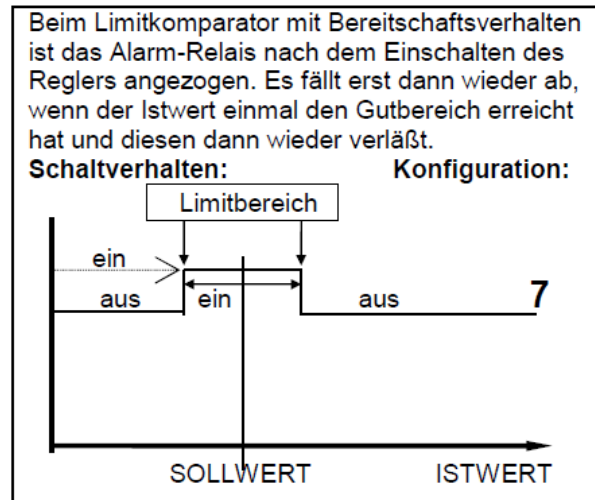 Beim Limitkomparator mit Bereitschaftsverhalten
ist das Alarm-Relais nach dem Einschalten des
Reglers angezogen. Es fällt erst dann wieder ab,
wenn der Istwert einmal den Gutbereich erreicht
hat und diesen dann wieder verläßt.
Schaltverhalten: Konfiguration:
Limitbereich
ein
aus ein aus 7
SOLLWERT ISTWERT